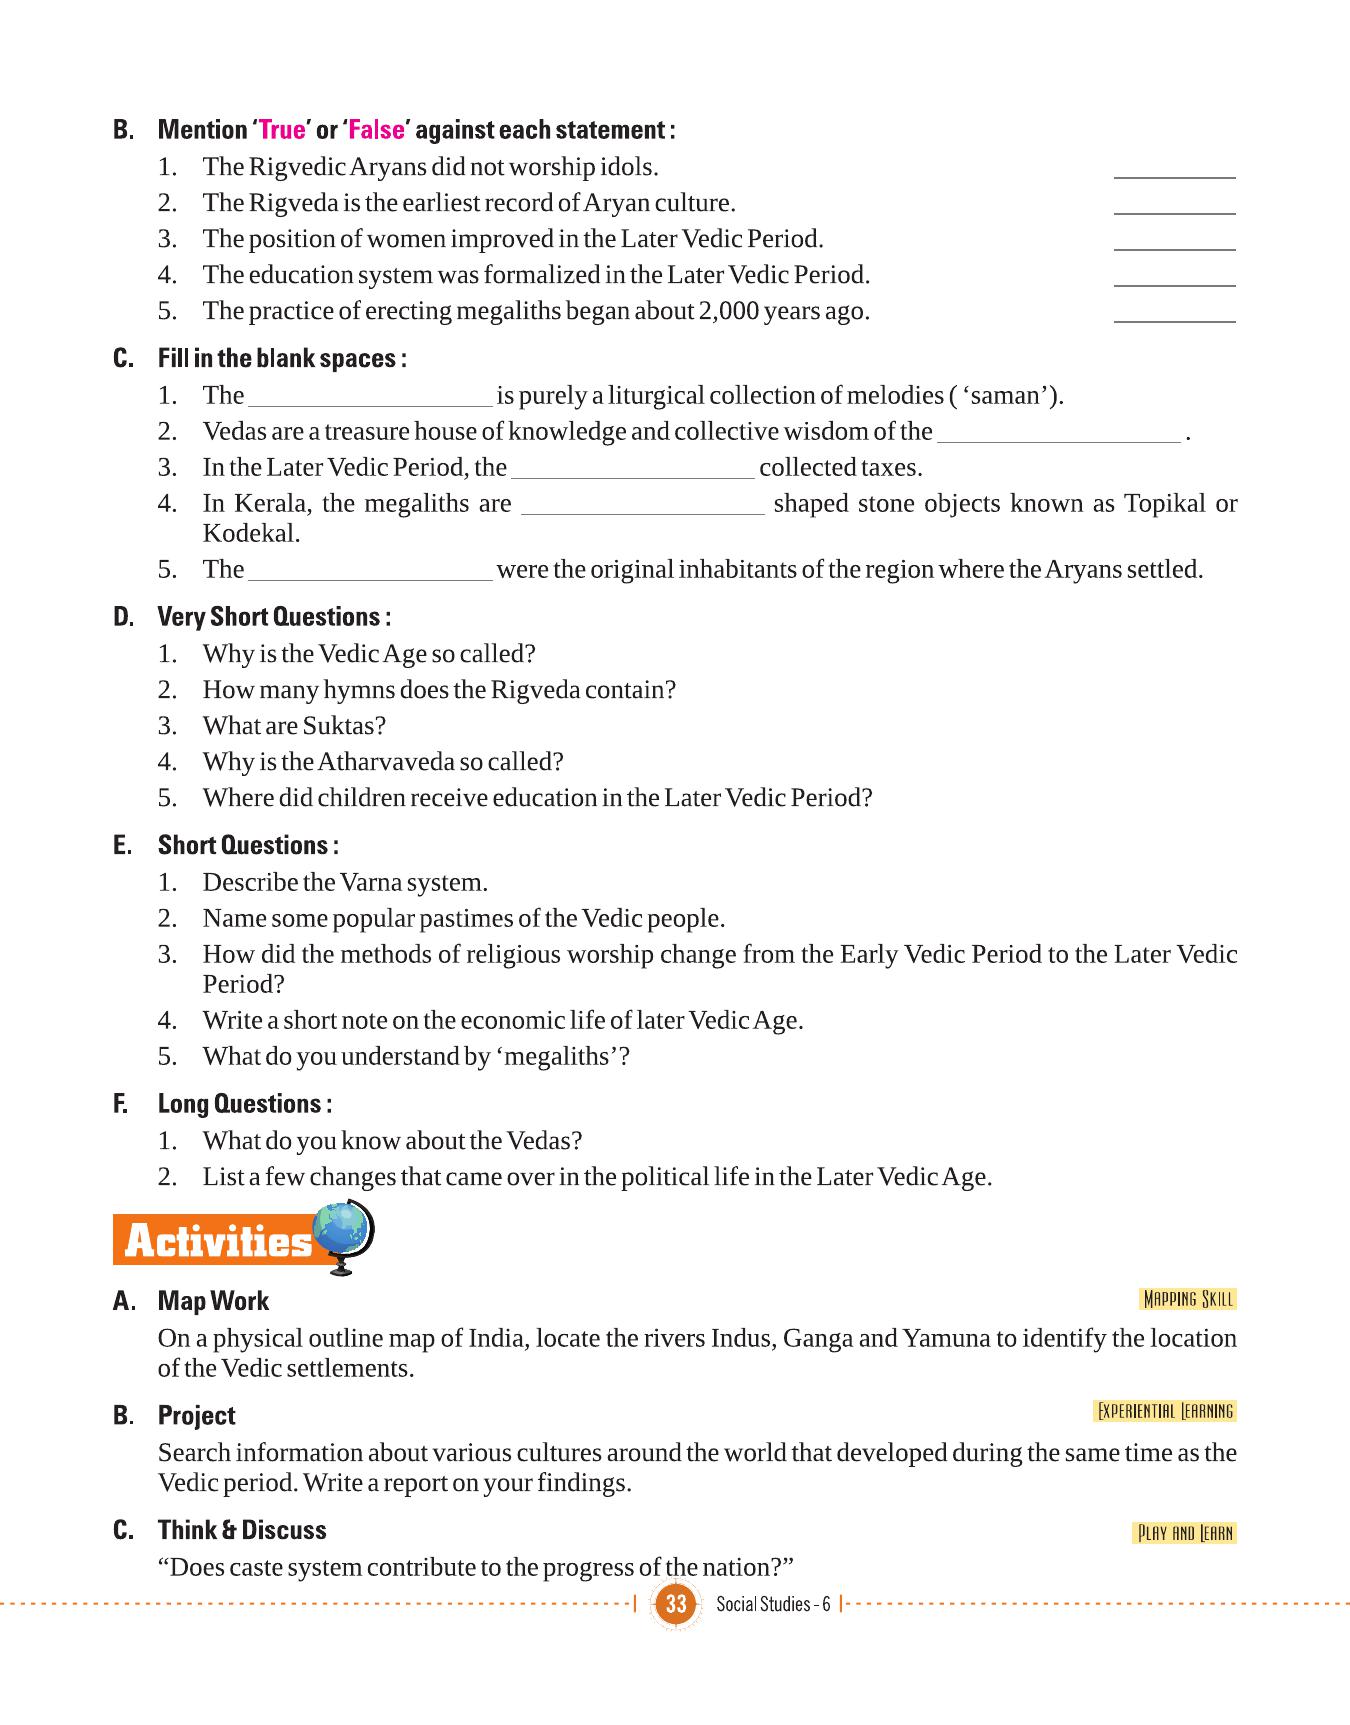 B. Mention ‘True’ or ‘False’ against each statement :
1. The Rigvedic Aryans did not worship idols. ________
2. The Rigveda is the earliest record of Aryan culture. ________
3. The position of women improved in the Later Vedic Period. ________
4. The education system was formalized in the Later Vedic Period. ________
5. The practice of erecting megaliths began about 2,000 years ago. ________
C. Fill in the blank spaces :
1. The ________________ is purely a liturgical collection of melodies ( ‘saman’).
2. Vedas are a treasure house of knowledge and collective wisdom of the ________________ .
3. In the Later Vedic Period, the ________________ collected taxes.
4. In Kerala, the megaliths are ________________ shaped stone objects known as Topikal or
Kodekal.
5. The ________________ were the original inhabitants of the region where the Aryans settled.
D. Very Short Questions :
1. Why is the Vedic Age so called?
2. How many hymns does the Rigveda contain?
3. What are Suktas?
4. Why is the Atharvaveda so called?
5. Where did children receive education in the Later Vedic Period?
E. Short Questions :
1. Describe the Varna system.
2. Name some popular pastimes of the Vedic people.
3. How did the methods of religious worship change from the Early Vedic Period to the Later Vedic
Period?
4. Write a short note on the economic life of later Vedic Age.
5. What do you understand by ‘megaliths’?
F. Long Questions :
1. What do you know about the Vedas?
2. List a few changes that came over in the political life in the Later Vedic Age.
Activities
A. Map Work MAPPING SKILL
On a physical outline map of India, locate the rivers Indus, Ganga and Yamuna to identify the location
of the Vedic settlements.
B. Project EXPERIENTIAL LEARNING
Search information about various cultures around the world that developed during the same time as the
Vedic period. Write a report on your findings.
C. Think & Discuss PLAY AND LEARN
“Does caste system contribute to the progress of the nation?”
33 Social Studies - 6